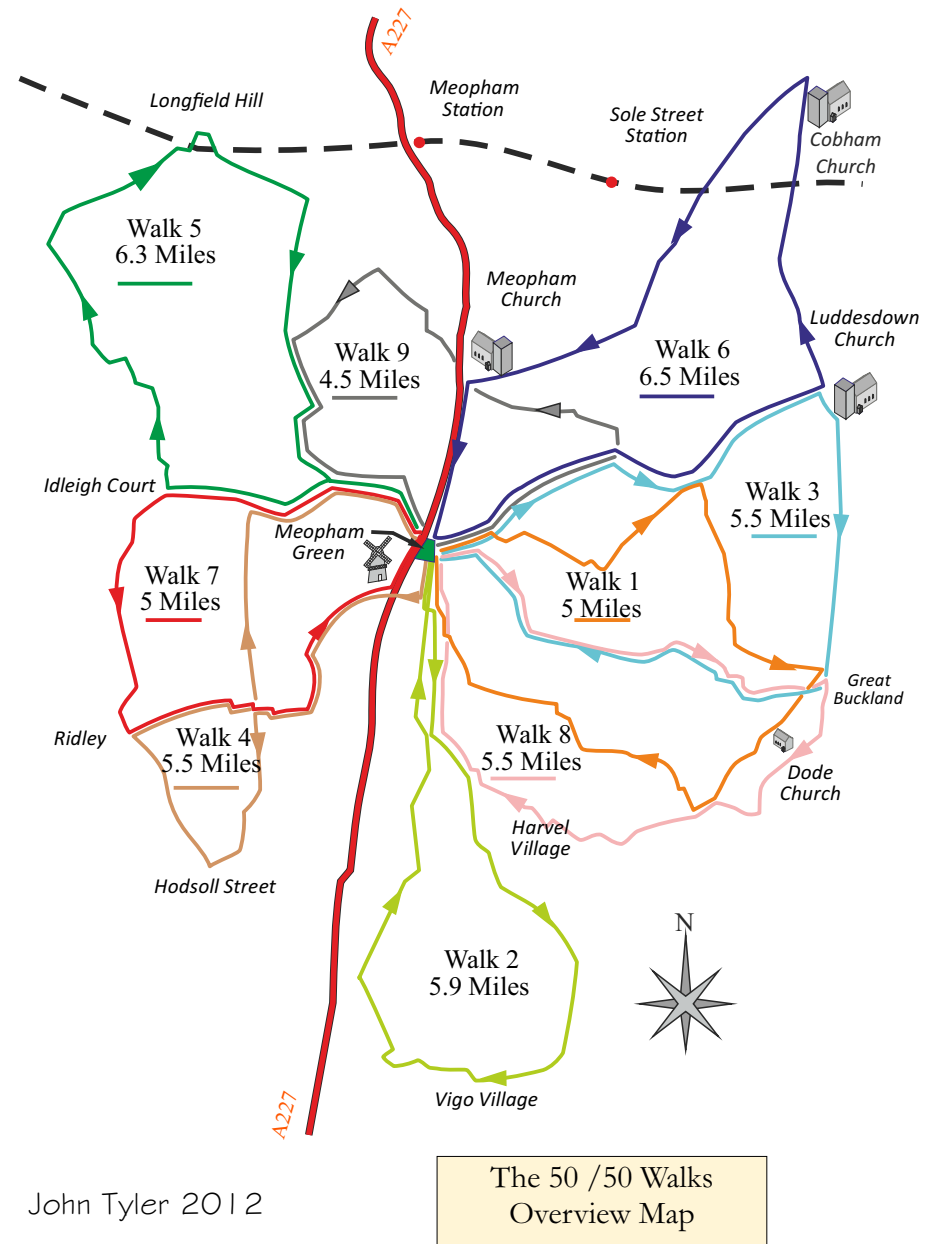 A227
Longfield Hill
Meopham
Station
Sole Street
Station
Cobham
Church
Walk 5
6.3 Miles
Meopham
Church
Luddesdown
Church
Walk 9
4.5 Miles
Walk 6
6.5 Miles
Idleigh Court
Walk 3
5.5 Miles
Meopham
Green
Walk 7
5 Miles
Walk 1
5 Miles
Great
Buckland
Ridley
Walk 4
5.5 Miles
Walk 8
5.5 Miles
Dode
Church
Harvel
Village
Hodsoll Street
N
Walk 2
5.9 Miles
Vigo Village
A227
The 50 /50 Walks
Overview Map
John Tyler 2012